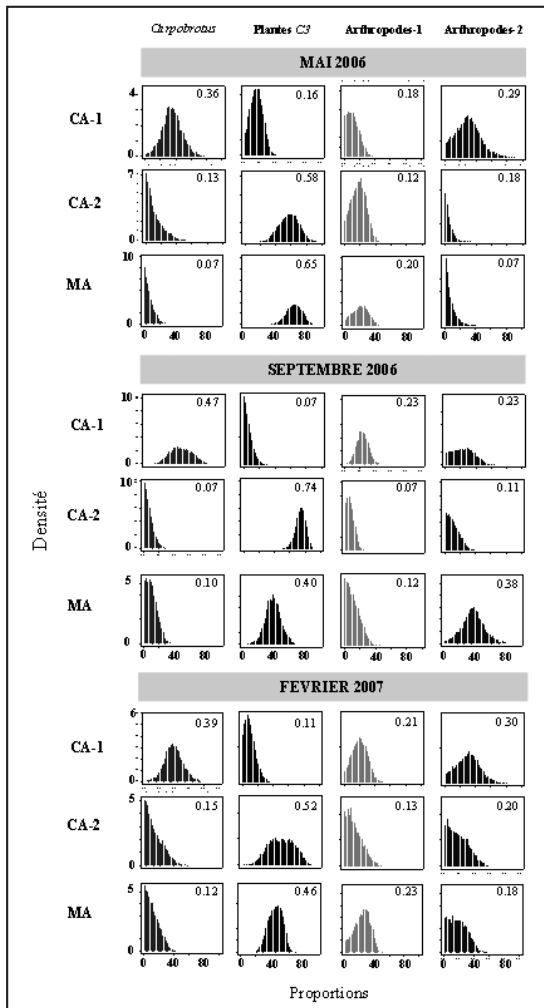 Carpobrotus Plantes C3 Arthropodes-1 Arthropodes-2
MAI 2006
CA-1 4 0 0.36 0.16 0.18 0.29
CA-2 7 0 0.13 0.58 0.12 0.18
MA 10 0 0.07 0.65 0.20 0.07
0 40 80 0 40 80 0 40 80 0 40 80
SEPTEMBRE 2006
CA-1 10 0 0.47 0.07 0.23 0.23
CA-2 10 0 0.07 0.74 0.07 0.11
MA 5 0 0.10 0.40 0.12 0.38
0 40 80 0 40 80 0 40 80 0 40 80
FEVRIER 2007
CA-1 6 0 0.39 0.11 0.21 0.30
CA-2 5 0 0.15 0.52 0.13 0.20
MA 5 0 0.12 0.46 0.23 0.18
0 40 80 0 40 80 0 40 80 0 40 80
Densité
Proportions